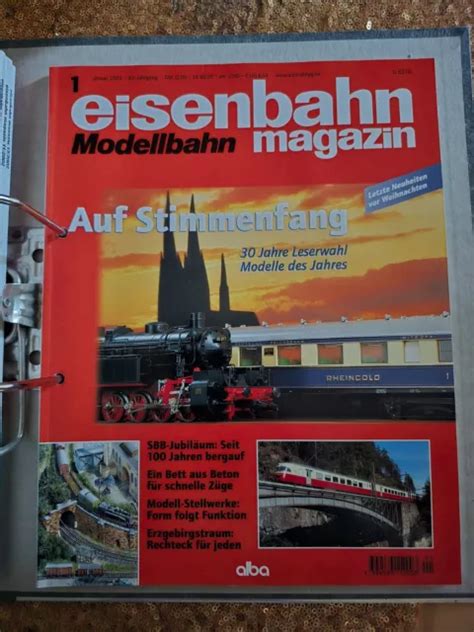 1
eisenbahn
Modellbahn magazin
Letzte Neuheiten
vor Weihnachten
Auf Stimmenfang
30 Jahre Leserwahl
Modelle des Jahres
RHEINGOLD
SBB-Jubiläum: Seit
100 Jahren bergauf
Ein Bett aus Beton
für schnelle Züge
Modell-Stellwerke:
Form folgt Funktion
Erzgebirgstraum:
Rechteck für jeden
alba